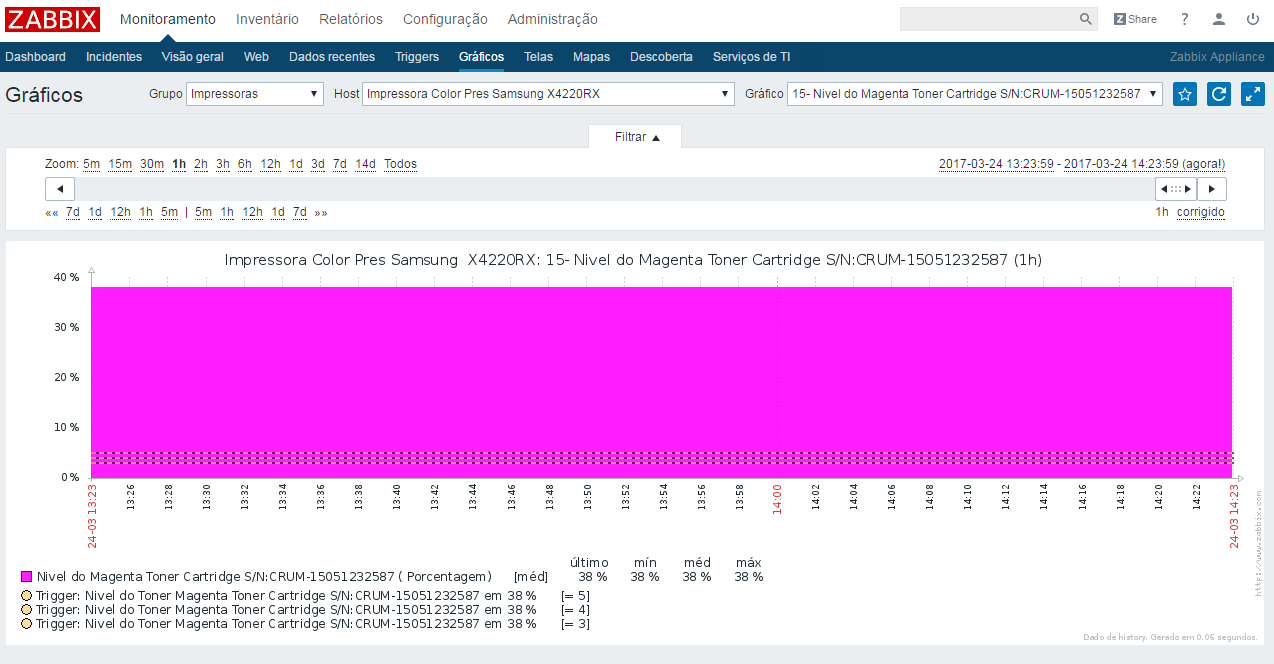 ZABBIX Monitoramento Inventário Relatórios Configuração Administração Z Share ?
Dashboard Incidentes Visão geral Web Dados recentes Triggers Gráficos Telas Mapas Descoberta Serviços de TI Zabbix Appliance
Gráficos Grupo Impressoras Host Impressora Color Pres Samsung X4220RX Gráfico 15- Nivel do Magenta Toner Cartridge S/N:CRUM-15051232587
Filtrar
Zoom: 5m 15m 30m 1h 2h 3h 6h 12h 1d 3d 7d 14d Todos 2017-03-24 13:23:59 - 2017-03-24 14:23:59 (agora!)
«« 7d 1d 12h 1h 5m | 5m 1h 12h 1d 7d »» 1h corrigido
Impressora Color Pres Samsung X4220RX: 15- Nivel do Magenta Toner Cartridge S/N:CRUM-15051232587 (1h)
40 %
30 %
20 %
10 %
0 %
24-03 13:23 13:26 13:28 13:30 13:32 13:34 13:36 13:38 13:40 13:42 13:44 13:46 13:48 13:50 13:52 13:54 13:56 13:58 14:00 14:02 14:04 14:06 14:08 14:10 14:12 14:14 14:16 14:18 14:20 14:22 24-03 14:23
http://www.zabbix.com
último mín méd máx
Nivel do Magenta Toner Cartridge S/N:CRUM-15051232587 ( Porcentagem) [méd] 38 % 38 % 38 % 38 %
Trigger: Nivel do Toner Magenta Toner Cartridge S/N:CRUM-15051232587 em 38 % [= 5]
Trigger: Nivel do Toner Magenta Toner Cartridge S/N:CRUM-15051232587 em 38 % [= 4]
Trigger: Nivel do Toner Magenta Toner Cartridge S/N:CRUM-15051232587 em 38 % [= 3]
Dado de history. Gerado em 0.06 segundos.